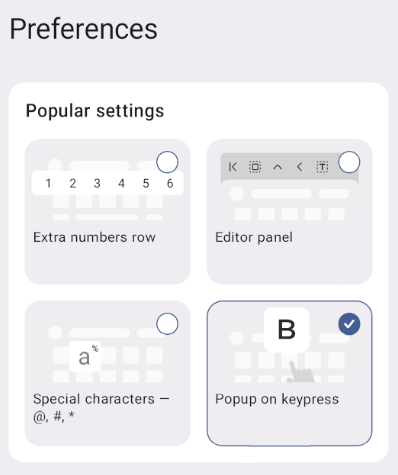 Preferences
Popular settings
1 2 3 4 5 6
Extra numbers row
T
Editor panel
a%
Special characters —
@, #, *
B
Popup on keypress